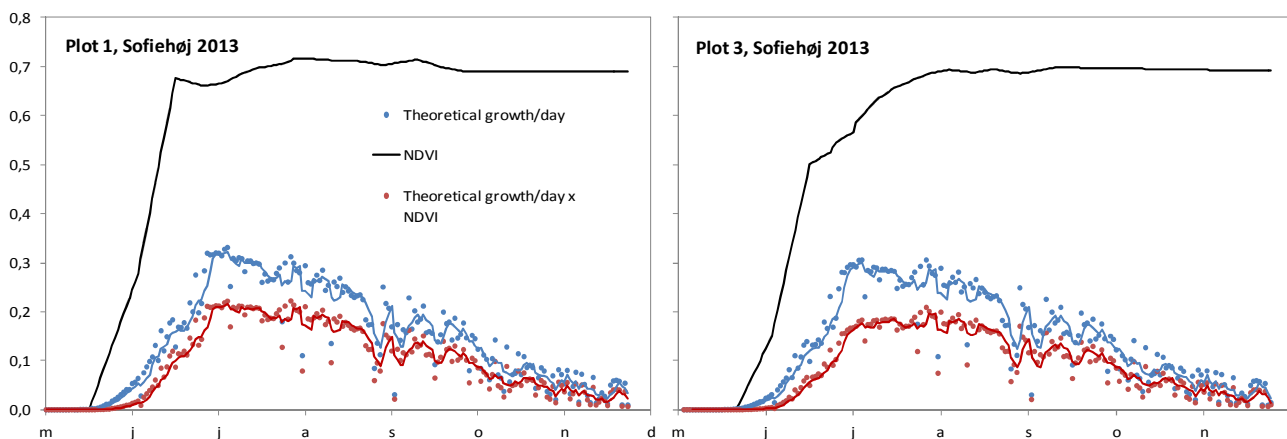 0,8
0,7
0,6
0,5
0,4
0,3
0,2
0,1
0,0
Plot 1, Sofiehøj 2013
Theoretical growth/day
NDVI
Theoretical growth/day x
NDVI
m j j a s o n d
Plot 3, Sofiehøj 2013
m j j a s o n